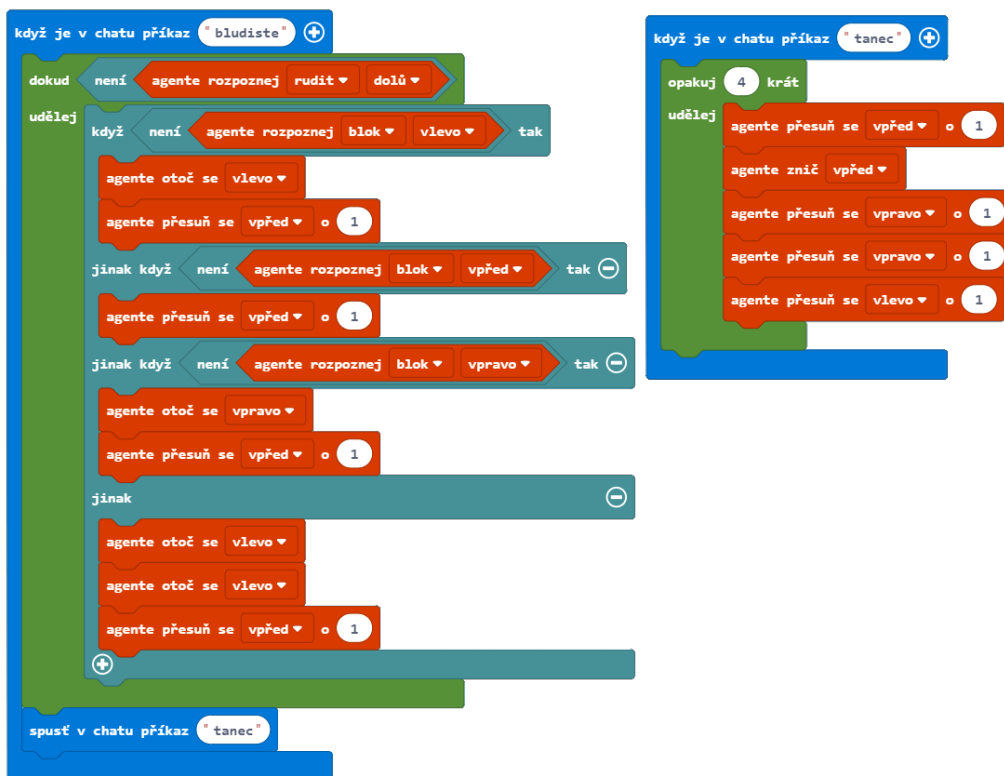 když je v chatu příkaz "bludiste"
dokud není agente rozpoznej rudit dolů
udělej
když není agente rozpoznej blok vlevo tak
agente otoč se vlevo
agente přesuň se vpřed o 1
jinak když není agente rozpoznej blok vpřed tak
agente přesuň se vpřed o 1
jinak když není agente rozpoznej blok vpravo tak
agente otoč se vpravo
agente přesuň se vpřed o 1
jinak
agente otoč se vlevo
agente otoč se vlevo
agente přesuň se vpřed o 1
spusť v chatu příkaz "tanec"
když je v chatu příkaz "tanec"
opakuj 4 krát
udělej
agente přesuň se vpřed o 1
agente znič vpřed
agente přesuň se vpravo o 1
agente přesuň se vpravo o 1
agente přesuň se vlevo o 1